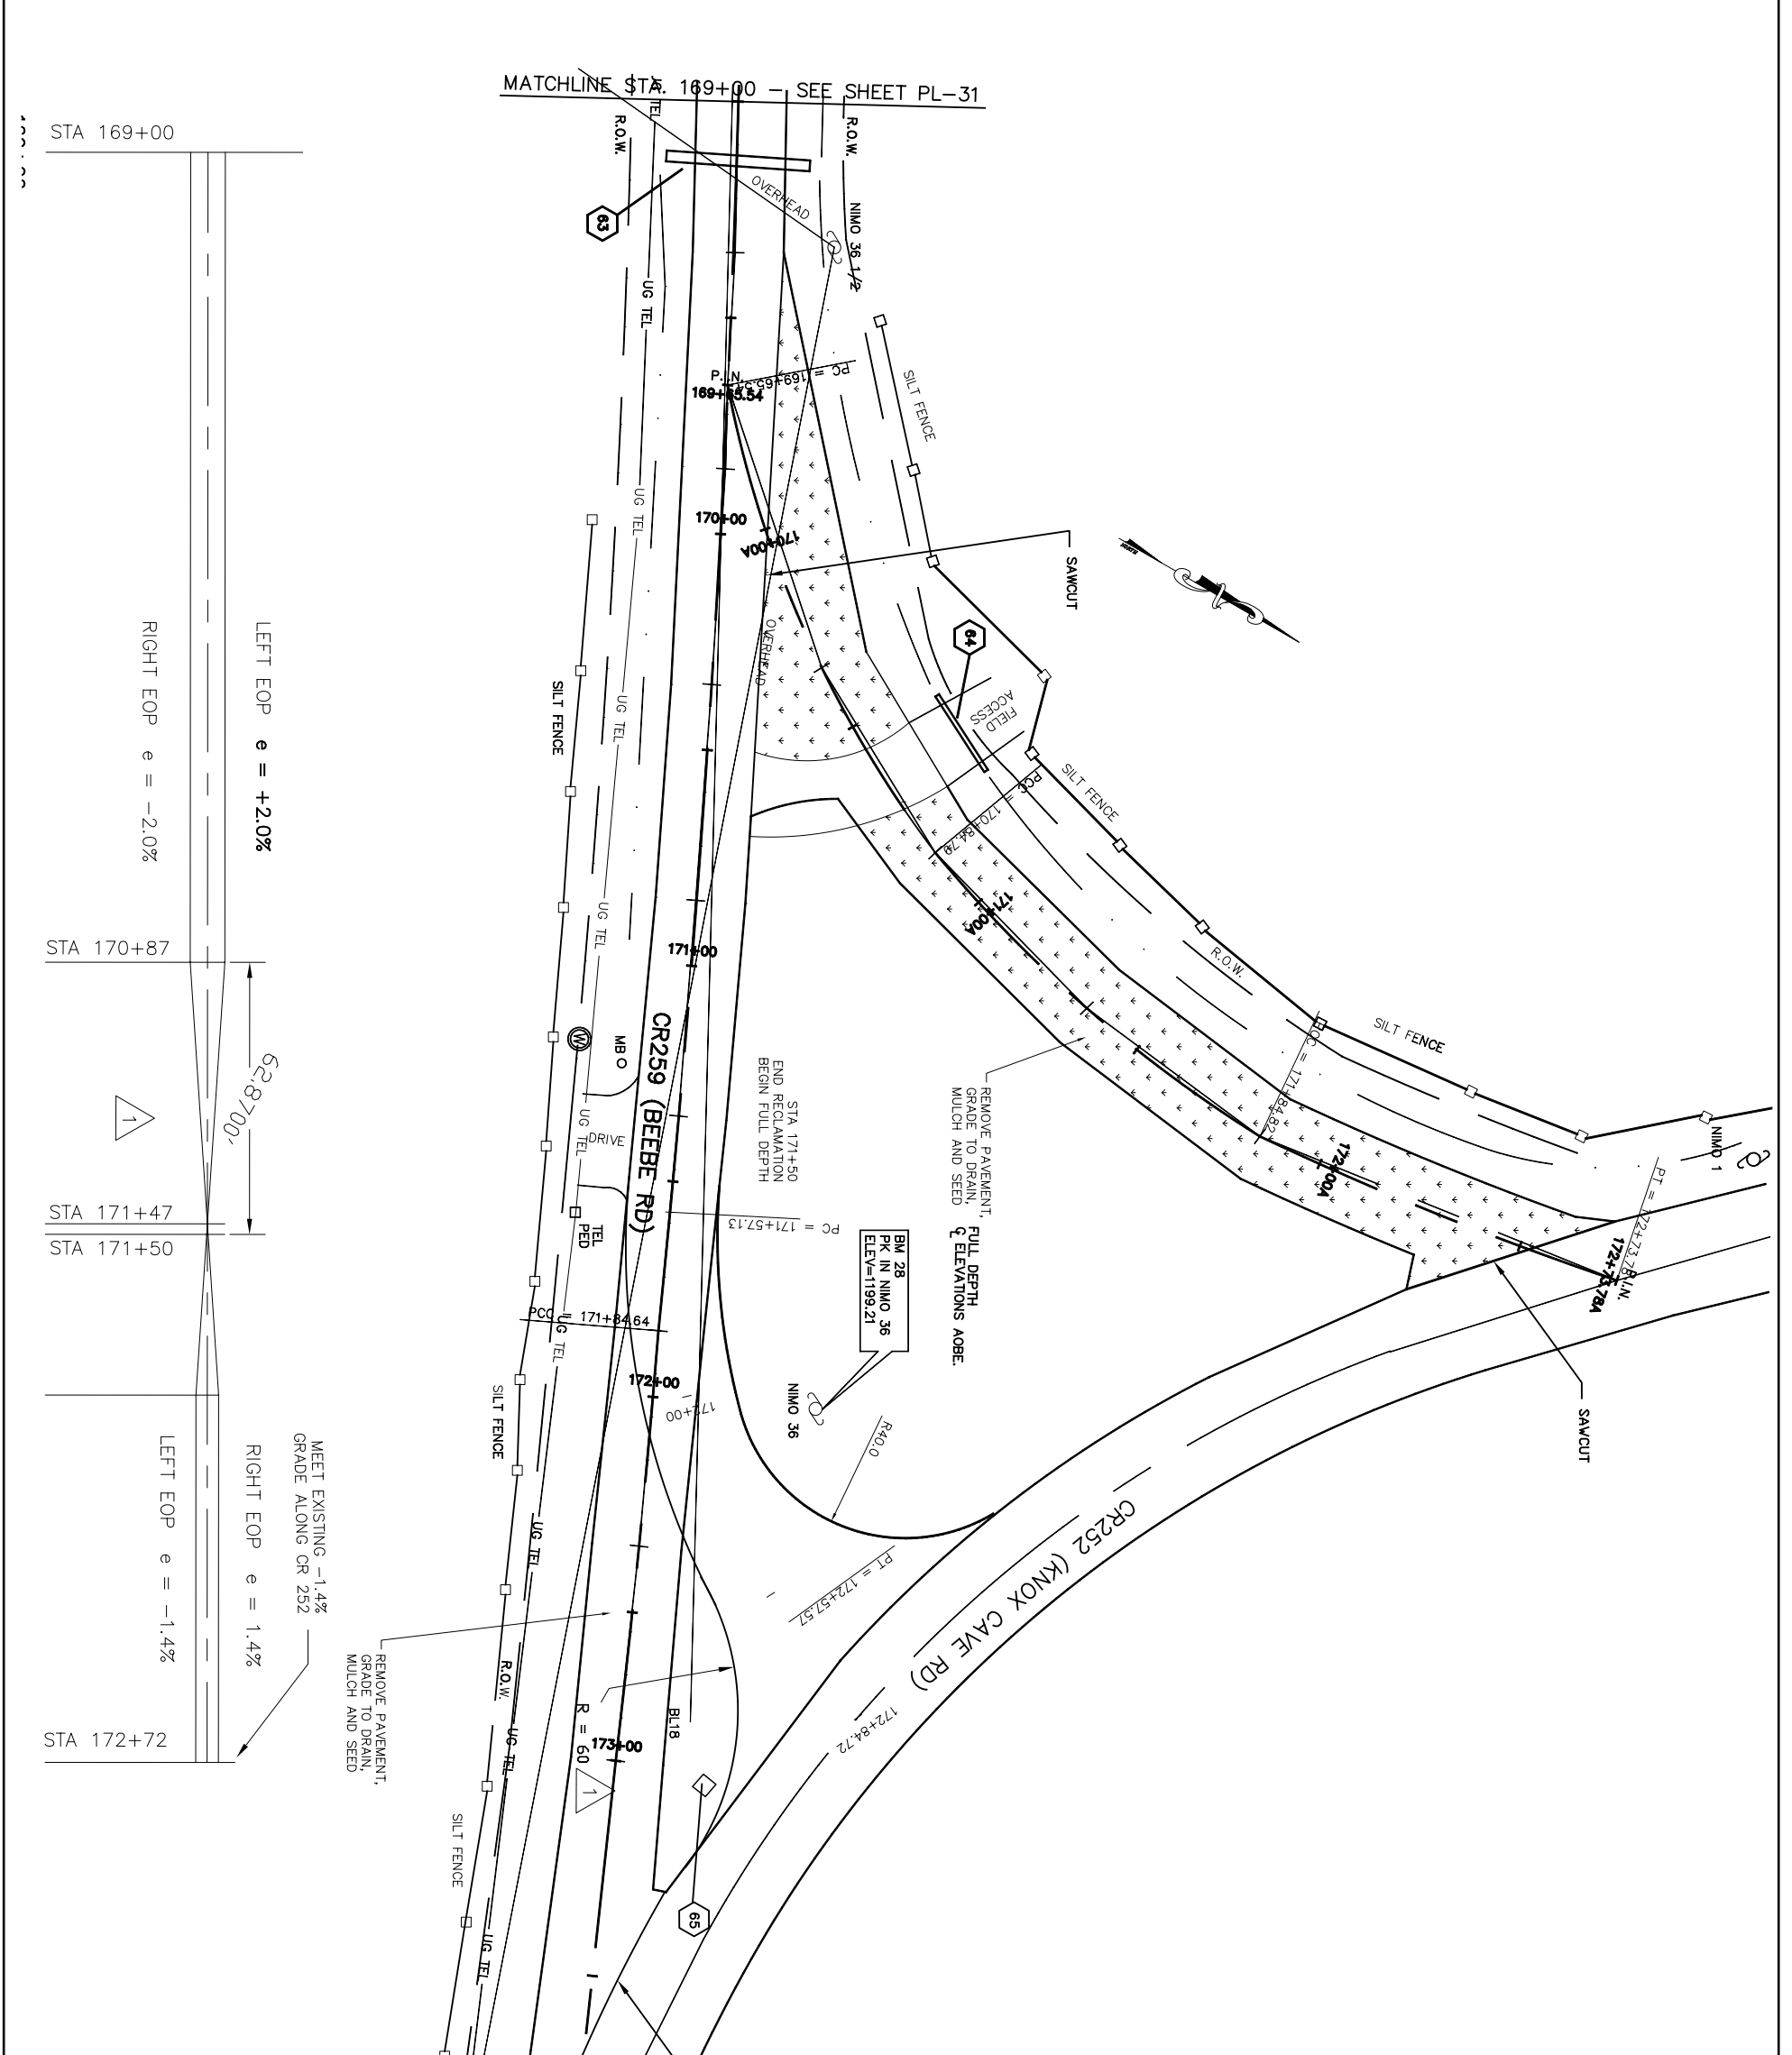 MATCHLINE STA. 169+00 - SEE SHEET PL-31
STA 169+00
R.O.W.
TEL
R.O.W.
OVERHEAD
63
NIMO 36 1/2
UG TEL
SILT FENCE
PC = 169+65.54
P.I.N.
169+65.54
UG TEL
170+00
170+00A
SAWCUT
NORTH
64
FIELD
ACCESS
OVERHEAD
LEFT EOP e = +2.0%
RIGHT EOP e = -2.0%
SILT FENCE
UG TEL
PCC = 170+84.79
SILT FENCE
171+00A
UG TEL
STA 170+87
171+00
R.O.W.
SILT FENCE
62.8700'
1
W
MB
CR259 (BEEBE RD)
STA 171+50
END RECLAMATION
BEGIN FULL DEPTH
REMOVE PAVEMENT,
GRADE TO DRAIN,
MULCH AND SEED
PCC = 171+84.82
172+00A
NIMO 1
UG TEL
DRIVE
STA 171+47
STA 171+50
TEL
PED
PC = 171+57.13
FULL DEPTH
℄ ELEVATIONS AOBE.
BM 28
PK IN NIMO 36
ELEV=1199.21
PT = 172+73.78
P.I.N.
172+73.78A
PCC = 171+84.64
UG TEL
172+00
172+00
NIMO 36
R40.0
SAWCUT
SILT FENCE
MEET EXISTING -1.4%
GRADE ALONG CR 252
RIGHT EOP e = 1.4%
LEFT EOP e = -1.4%
UG TEL
PT = 172+57.57
CR252 (KNOX CAVE RD)
REMOVE PAVEMENT,
GRADE TO DRAIN,
MULCH AND SEED
R.O.W.
UG TEL
R = 60
BL18
172+84.72
STA 172+72
173+00
1
SILT FENCE
65
UG TEL